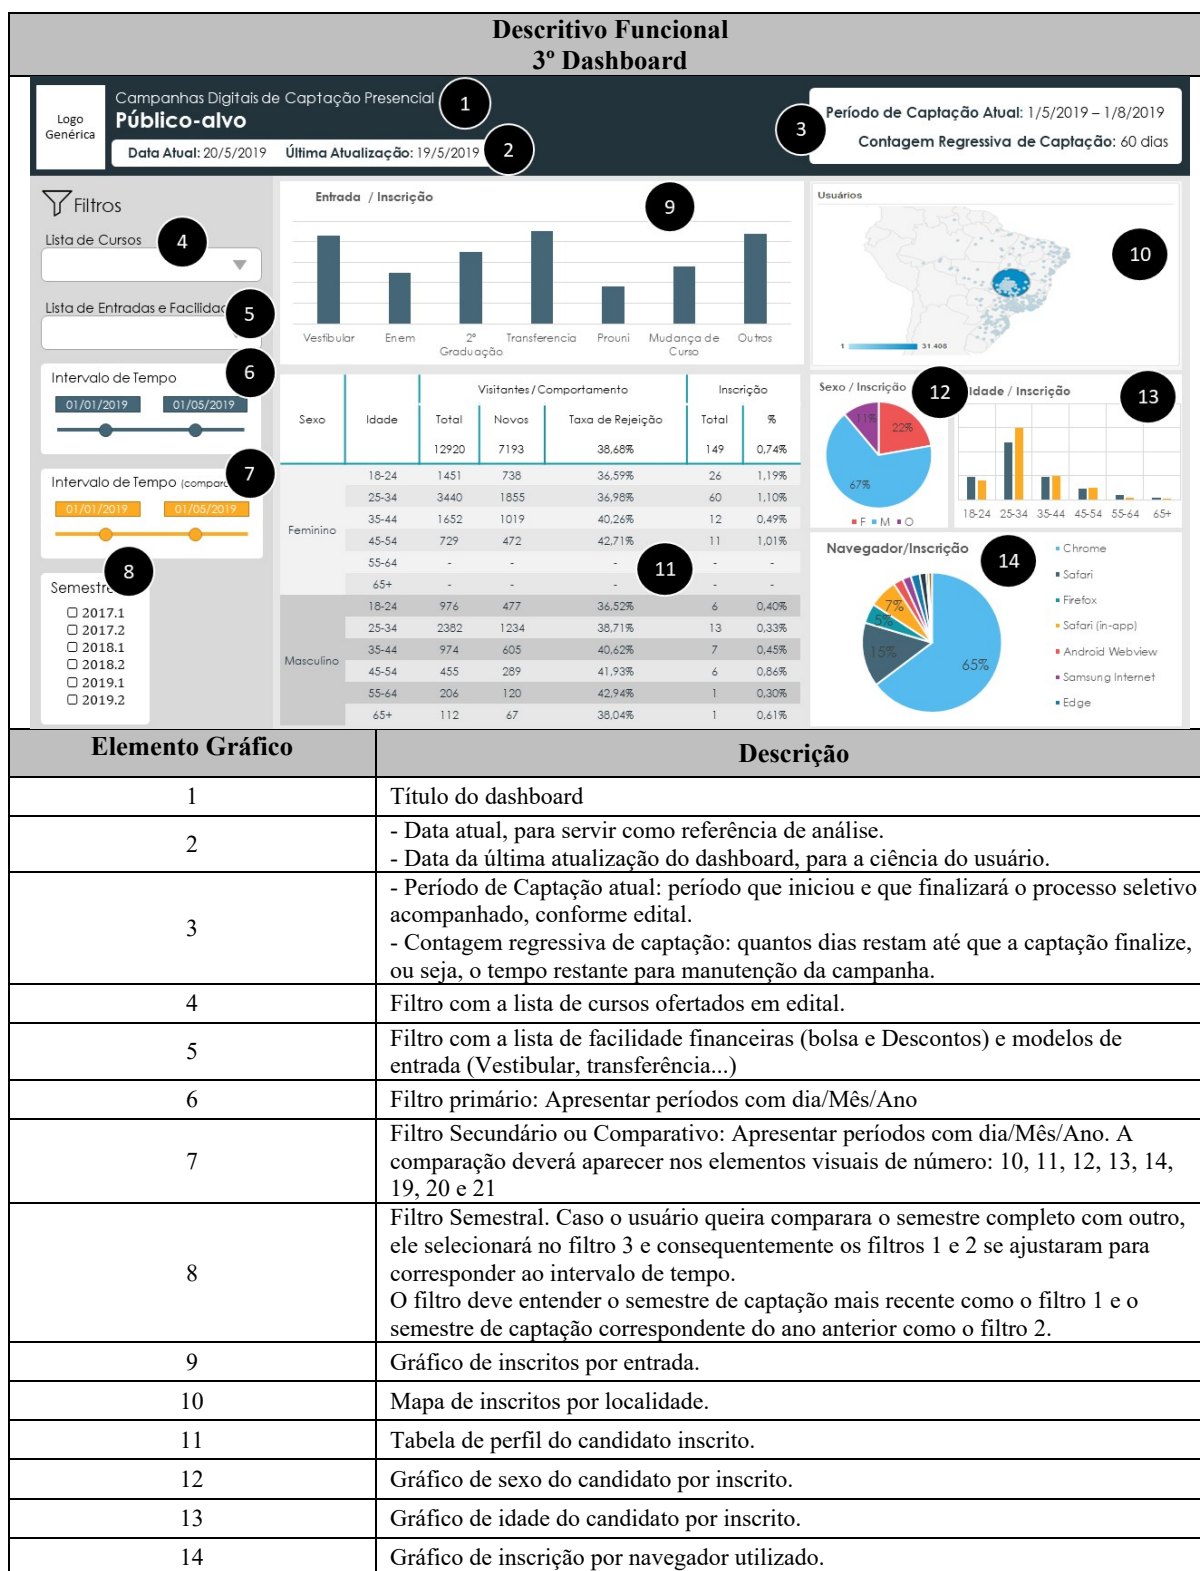 Descritivo Funcional
3º Dashboard
Logo
Genérica
Campanhas Digitais de Captação Presencial
Público-alvo
1
Data Atual: 20/5/2019 Última Atualização: 19/5/2019
2
3
Período de Captação Atual: 1/5/2019 – 1/8/2019
Contagem Regressiva de Captação: 60 dias
Filtros
Lista de Cursos
4
Lista de Entradas e
5
Intervalo de Tempo
6
01/01/2019 01/05/2019
Intervalo de Tempo
7
01/01/2019 01/05/2019
8
2017.1
2017.2
2018.1
2018.2
2019.1
2019.2
Entrada / Inscrição
9
Vestibular Enem 2ª Graduação Transferencia Prouni Mudança de Curso Outros
Usuários
10
1 31.408
Visitantes / Comportamento Inscrição
Sexo Idade Total Novos Taxa de Rejeição Total %
12920 7193 38,68% 149 0,74%
Feminino
18-24 1451 738 36,59% 26 1,19%
25-34 3440 1855 36,98% 60 1,10%
35-44 1652 1019 40,26% 12 0,49%
45-54 729 472 42,71% 11 1,01%
55-64 - - - - -
65+ - - - - -
11
Masculino
18-24 976 477 36,52% 6 0,40%
25-34 2382 1234 38,71% 13 0,33%
35-44 974 605 40,62% 7 0,45%
45-54 455 289 41,93% 6 0,86%
55-64 206 120 42,94% 1 0,30%
65+ 112 67 38,04% 1 0,61%
Sexo / Inscrição
12
11%
22%
67%
F M O
Idade / Inscrição
13
18-24 25-34 35-44 45-54 55-64 65+
Navegador/Inscrição
14
7%
5%
15%
65%
Chrome
Safari
Firefox
Safari (in-app)
Android Webview
Samsung Internet
Edge
Elemento Gráfico Descrição
1 Título do dashboard
2 - Data atual, para servir como referência de análise.
- Data da última atualização do dashboard, para a ciência do usuário.
3 - Período de Captação atual: período que iniciou e que finalizará o processo seletivo
acompanhado, conforme edital.
- Contagem regressiva de captação: quantos dias restam até que a captação finalize,
ou seja, o tempo restante para manutenção da campanha.
4 Filtro com a lista de cursos ofertados em edital.
5 Filtro com a lista de facilidade financeiras (bolsa e Descontos) e modelos de
entrada (Vestibular, transferência...)
6 Filtro primário: Apresentar períodos com dia/Mês/Ano
7 Filtro Secundário ou Comparativo: Apresentar períodos com dia/Mês/Ano. A
comparação deverá aparecer nos elementos visuais de número: 10, 11, 12, 13, 14,
19, 20 e 21
8 Filtro Semestral. Caso o usuário queira comparara o semestre completo com outro,
ele selecionará no filtro 3 e consequentemente os filtros 1 e 2 se ajustaram para
corresponder ao intervalo de tempo.
O filtro deve entender o semestre de captação mais recente como o filtro 1 e o
semestre de captação correspondente do ano anterior como o filtro 2.
9 Gráfico de inscritos por entrada.
10 Mapa de inscritos por localidade.
11 Tabela de perfil do candidato inscrito.
12 Gráfico de sexo do candidato por inscrito.
13 Gráfico de idade do candidato por inscrito.
14 Gráfico de inscrição por navegador utilizado.